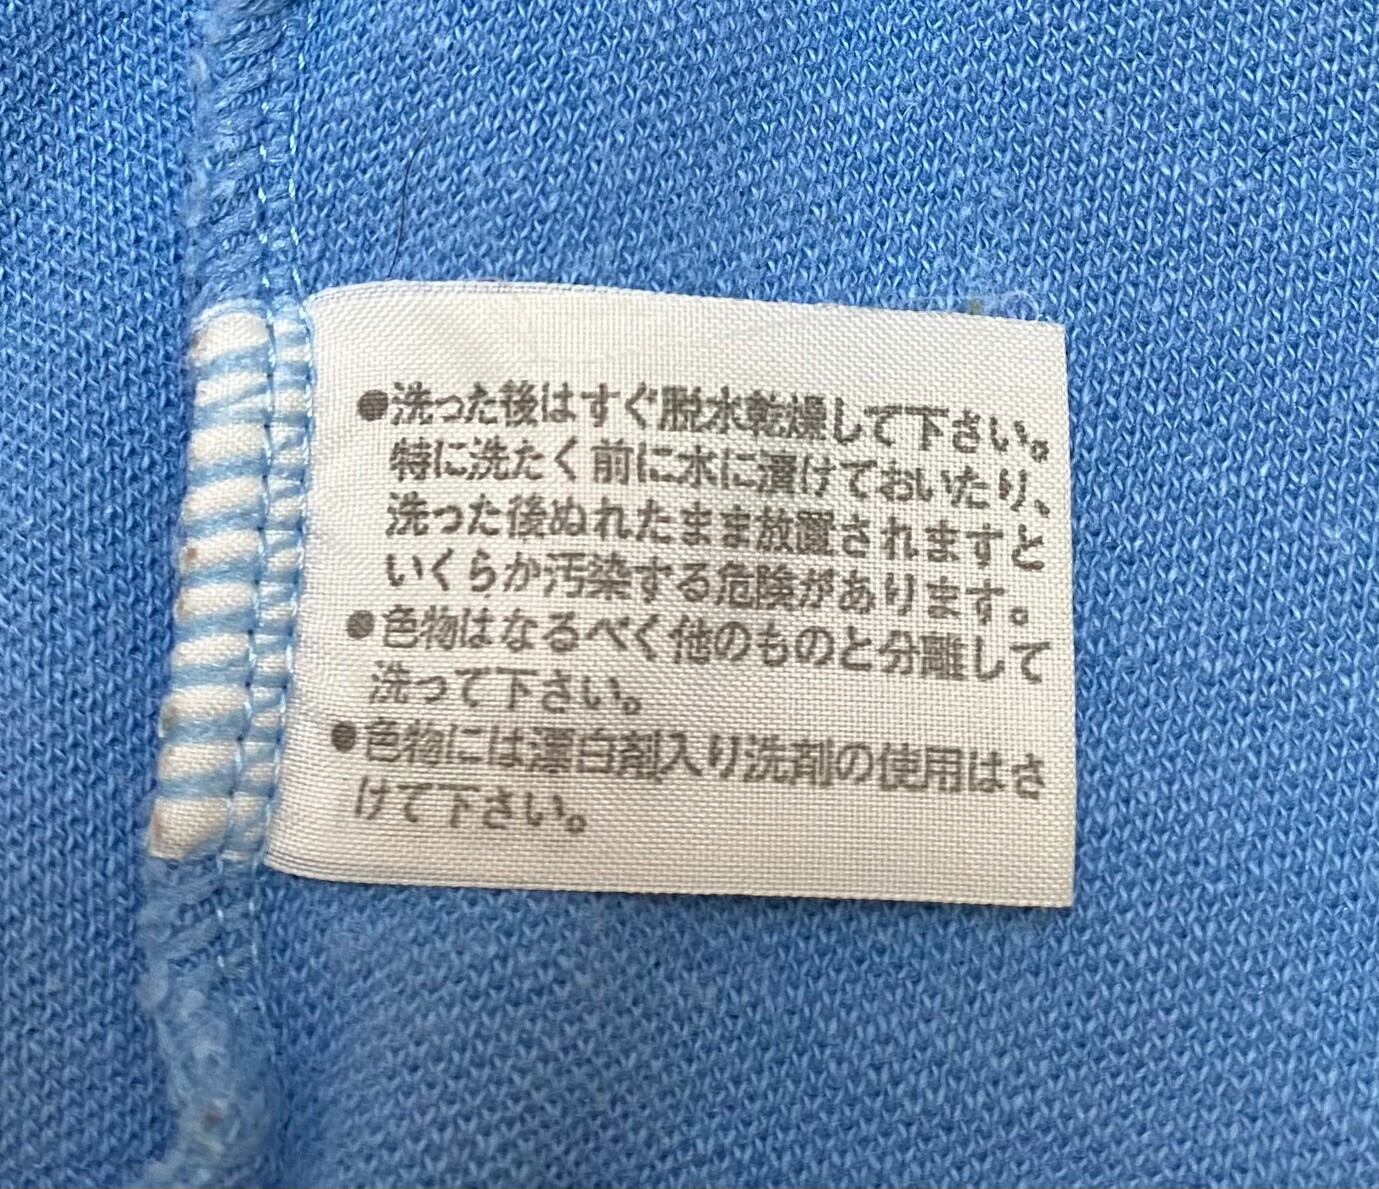 ●洗った後はすぐ脱水乾燥して下さい。
特に洗たく前に水に漬けておいたり、
洗った後ぬれたまま放置されますと
いくらか汚染する危険があります。
●色物はなるべく他のものと分離して
洗って下さい。
●色物には漂白剤入り洗剤の使用はさ
けて下さい。